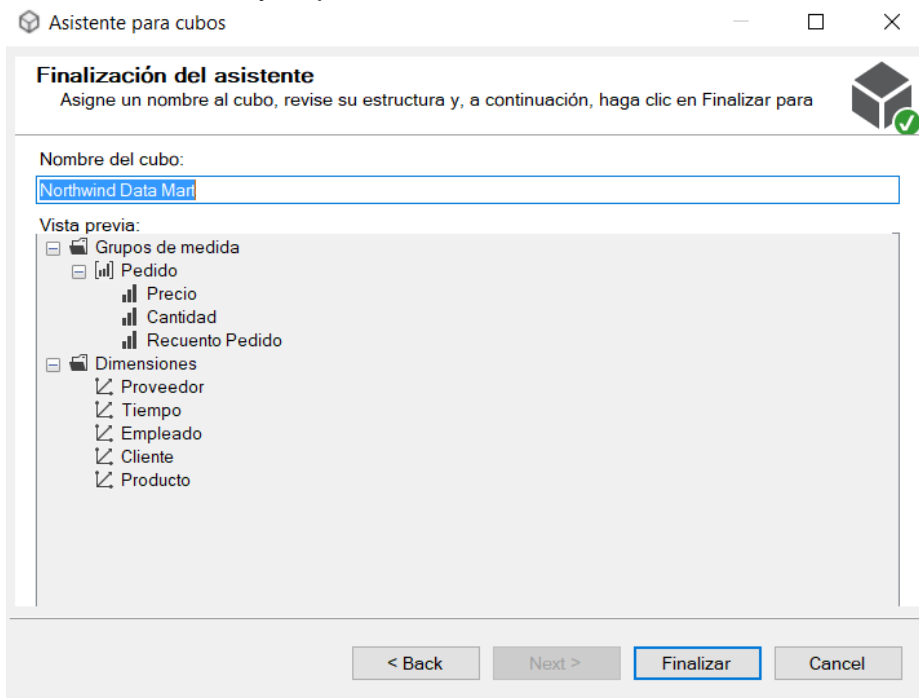 Asistente para cubos
Finalización del asistente
Asigne un nombre al cubo, revise su estructura y, a continuación, haga clic en Finalizar para
Nombre del cubo:
Northwind Data Mart
Vista previa:
Grupos de medida
Pedido
Precio
Cantidad
Recuento Pedido
Dimensiones
Proveedor
Tiempo
Empleado
Cliente
Producto
< Back Next > Finalizar Cancel